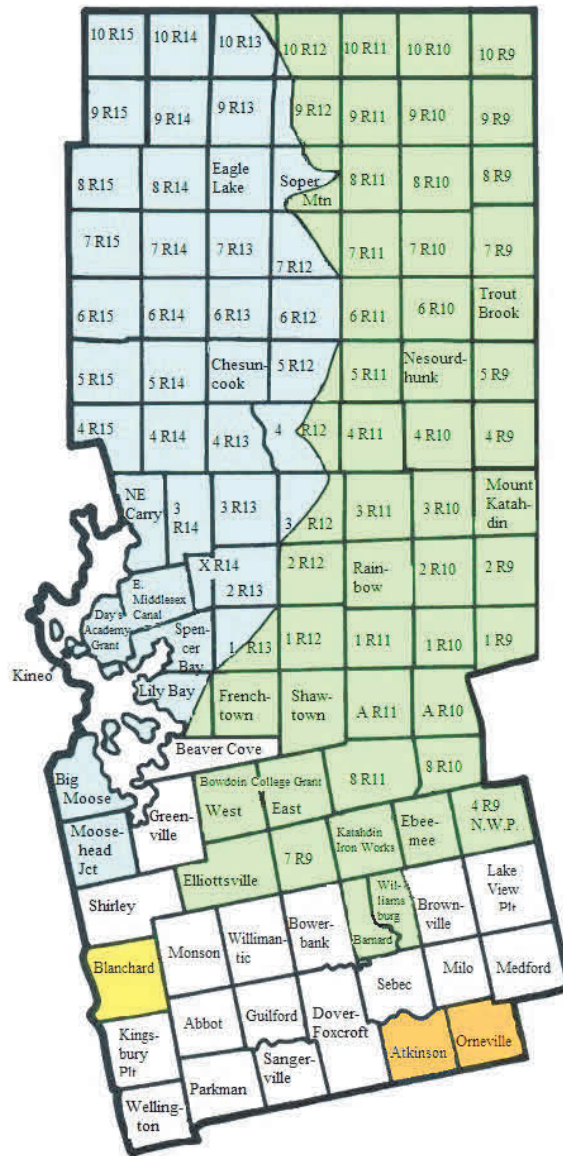 10 R15 10 R14 10 R13 10 R12 10 R11 10 R10 10 R9
9 R15 9 R14 9 R13 9 R12 9 R11 9 R10 9 R9
8 R15 8 R14 Eagle
Lake Soper
Mtn 8 R11 8 R10 8 R9
7 R15 7 R14 7 R13 7 R12 7 R11 7 R10 7 R9
6 R15 6 R14 6 R13 6 R12 6 R11 6 R10 Trout
Brook
5 R15 5 R14 Chesun-
cook 5 R12 5 R11 Nesourd-
hunk 5 R9
4 R15 4 R14 4 R13 4 R12 4 R11 4 R10 4 R9
NE
Carry 3
R14 3 R13 3 R12 3 R11 3 R10 Mount
Katah-
din
X R14
2 R13 2 R12 Rain-
bow 2 R10 2 R9
E.
Middlesex
Canal
Day's
Academy
Grant
Kineo
Spen-
cer
Bay 1 R13 1 R12 1 R11 1 R10 1 R9
Lily Bay French-
town Shaw-
town A R11 A R10
Beaver Cove
Big
Moose Green-
ville Bowdoin College Grant
West East 8 R11 8 R10
Moose-
head
Jct Elliottsville 7 R9 Katahdin
Iron Works Ebee-
mee 4 R9
N.W.P.
Shirley Monson Williman-
tic Bower-
bank Barnard Wil-
liams
burg Brown-
ville Lake
View
Plt
Blanchard Abbot Guilford Dover-
Foxcroft Sebec Milo Medford
Kings-
bury
Plt Parkman Sanger-
ville Atkinson Orneville
Welling-
ton